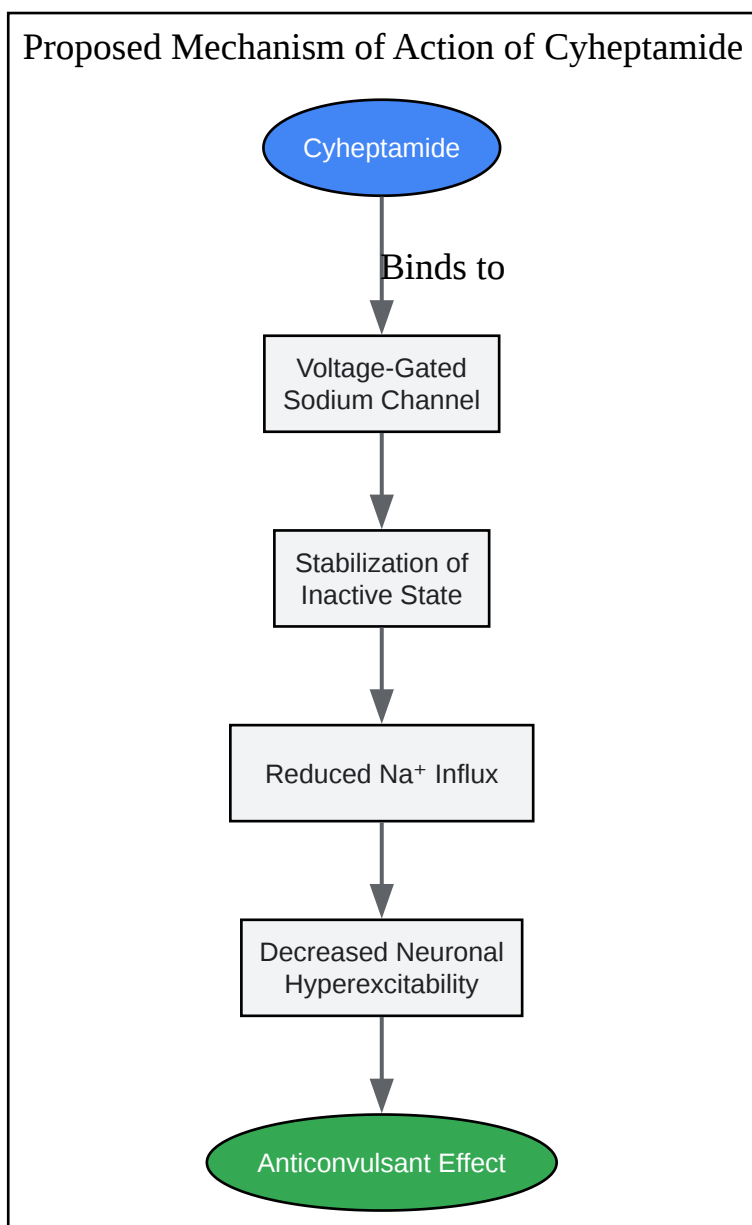 Proposed Mechanism of Action of Cyheptamide
Cyheptamide
Binds to
Voltage-Gated
Sodium Channel
Stabilization of
Inactive State
Reduced Na⁺ Influx
Decreased Neuronal
Hyperexcitability
Anticonvulsant Effect